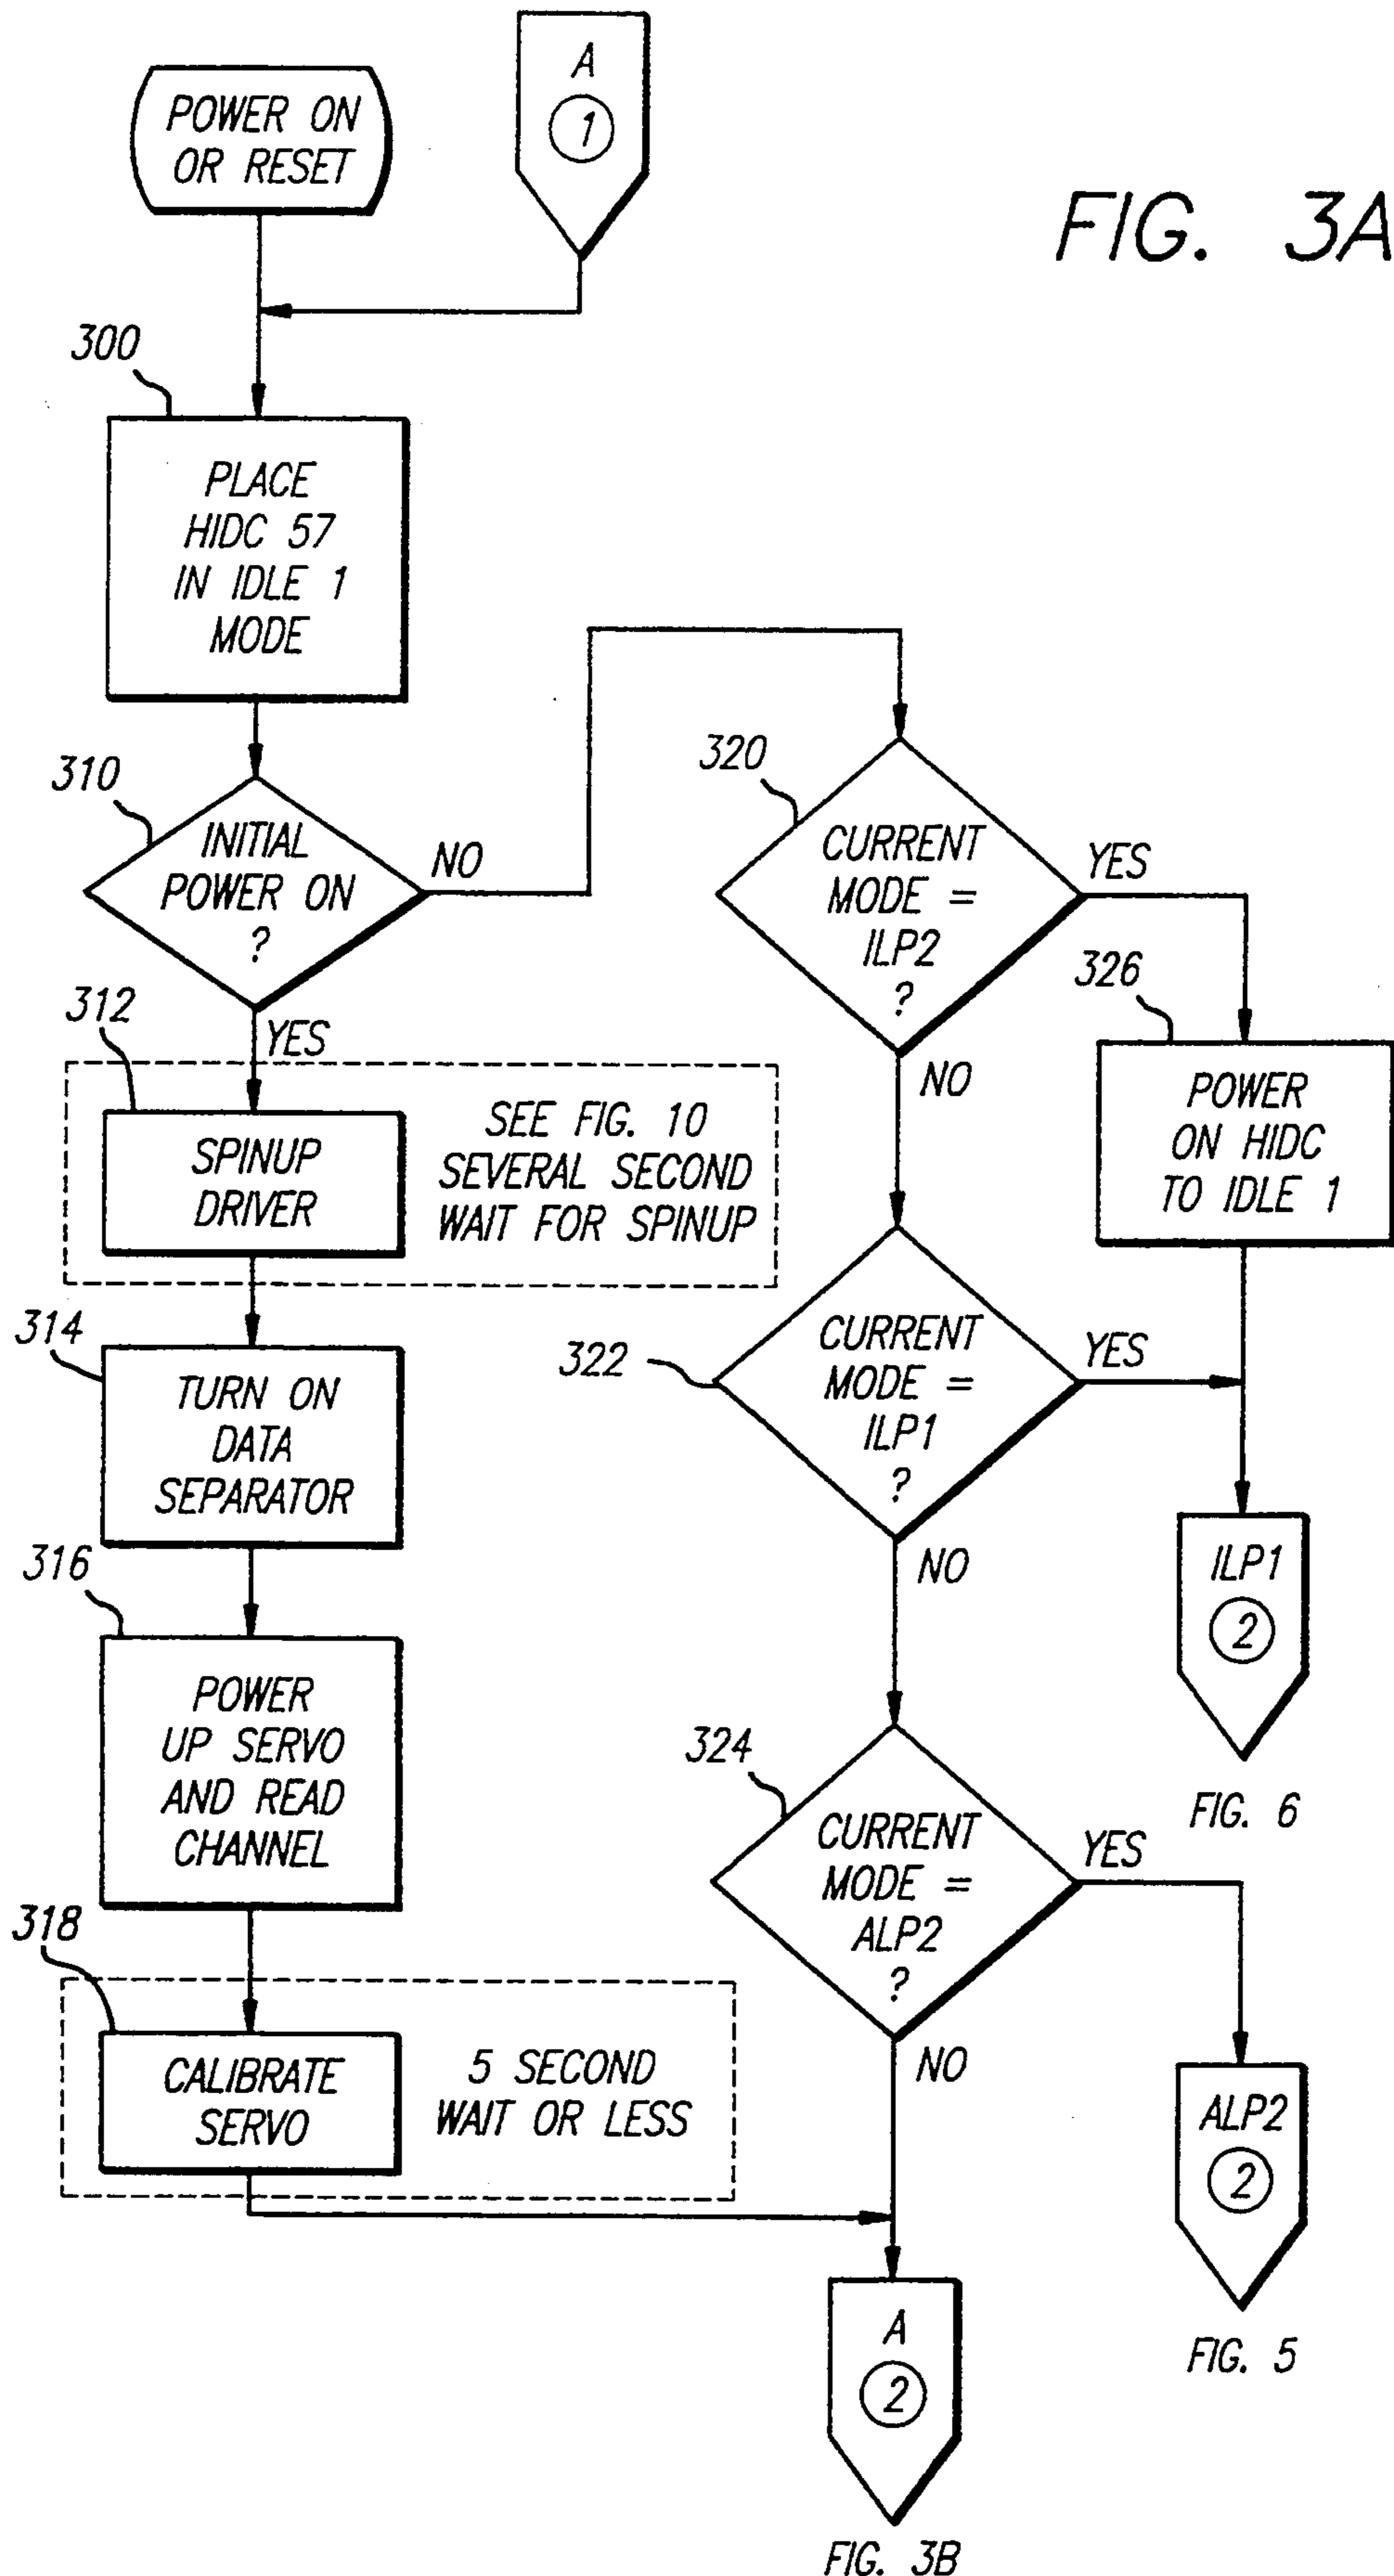 A
1
POWER ON
OR RESET
FIG. 3A
300
PLACE
HIDC 57
IN IDLE 1
MODE
310
INITIAL
POWER ON
?
NO
YES
320
CURRENT
MODE =
ILP2
?
YES
NO
326
POWER
ON HIDC
TO IDLE 1
312
SPINUP
DRIVER
SEE FIG. 10
SEVERAL SECOND
WAIT FOR SPINUP
314
TURN ON
DATA
SEPARATOR
322
CURRENT
MODE =
ILP1
?
YES
NO
ILP1
2
FIG. 6
316
POWER
UP SERVO
AND READ
CHANNEL
324
CURRENT
MODE =
ALP2
?
YES
NO
318
CALIBRATE
SERVO
5 SECOND
WAIT OR LESS
ALP2
2
FIG. 5
A
2
FIG. 3B